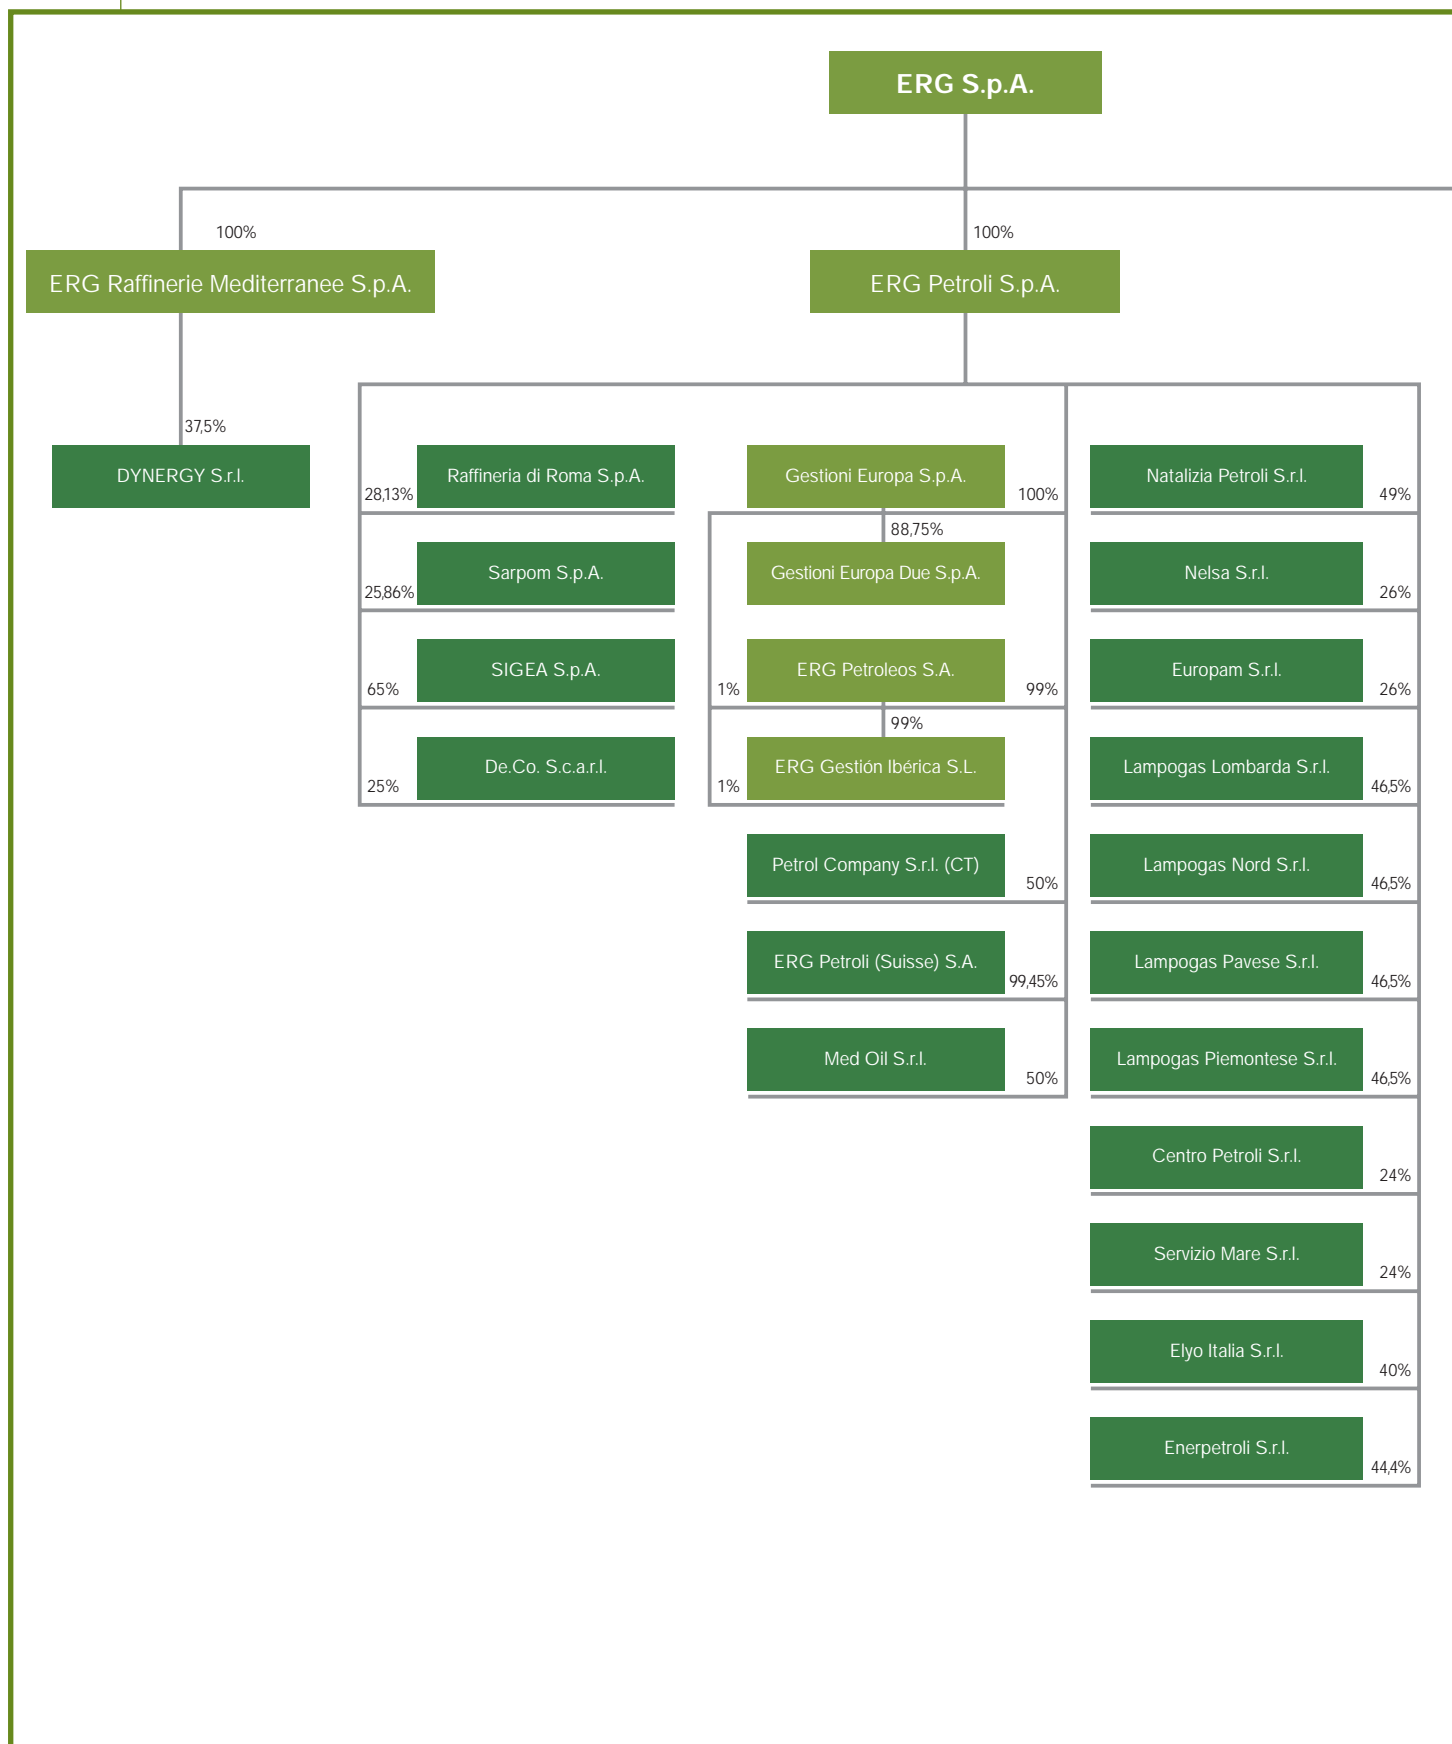 ERG S.p.A.
100%
100%
ERG Raffinerie Mediterranee S.p.A.
ERG Petroli S.p.A.
37,5%
DYNERGY S.r.l.
Raffineria di Roma S.p.A.
28,13%
Sarpom S.p.A.
25,86%
SIGEA S.p.A.
65%
De.Co. S.c.a.r.l.
25%
Gestioni Europa S.p.A.
100%
88,75%
Gestioni Europa Due S.p.A.
ERG Petroleos S.A.
1%
99%
99%
ERG Gestión Ibérica S.L.
1%
Petrol Company S.r.l. (CT)
50%
ERG Petroli (Suisse) S.A.
99,45%
Med Oil S.r.l.
50%
Natalizia Petroli S.r.l.
49%
Nelsa S.r.l.
26%
Europam S.r.l.
26%
Lampogas Lombarda S.r.l.
46,5%
Lampogas Nord S.r.l.
46,5%
Lampogas Pavese S.r.l.
46,5%
Lampogas Piemontese S.r.l.
46,5%
Centro Petroli S.r.l.
24%
Servizio Mare S.r.l.
24%
Elyo Italia S.r.l.
40%
Enerpetroli S.r.l.
44,4%